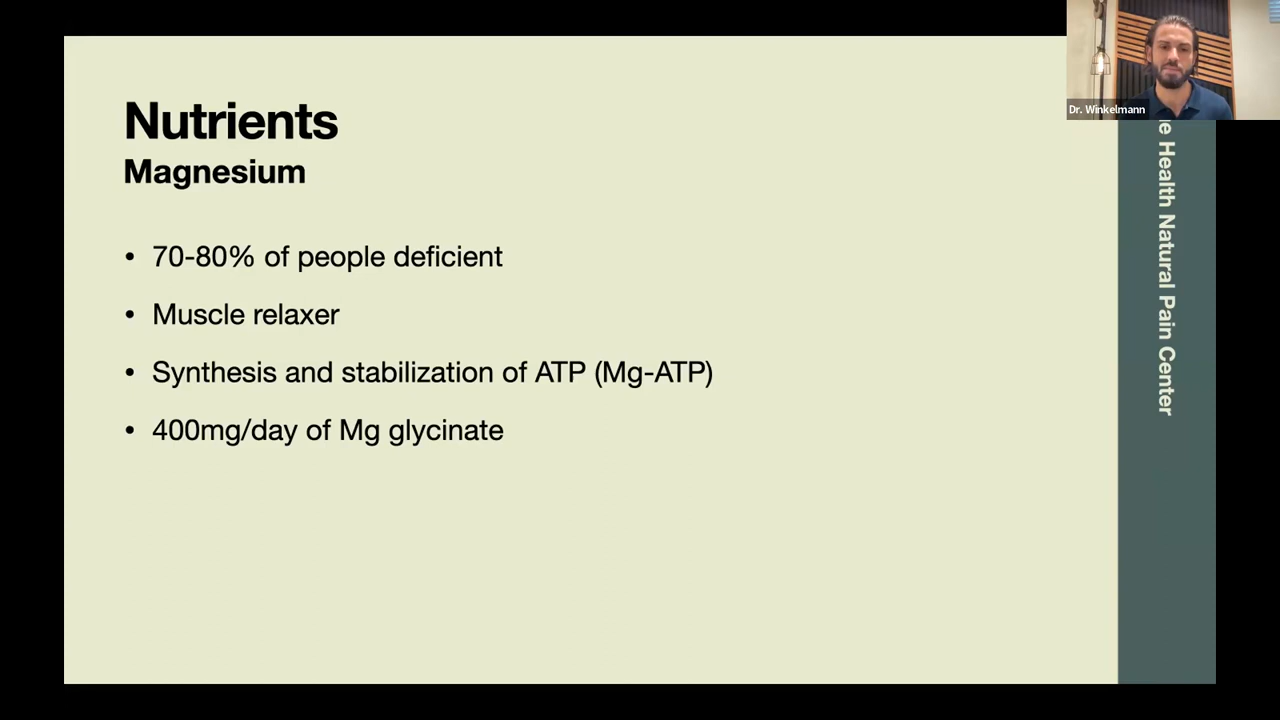 Nutrients
Magnesium
• 70-80% of people deficient
• Muscle relaxer
• Synthesis and stabilization of ATP (Mg-ATP)
• 400mg/day of Mg glycinate
Dr. Winkelmann
Health Natural Pain Center